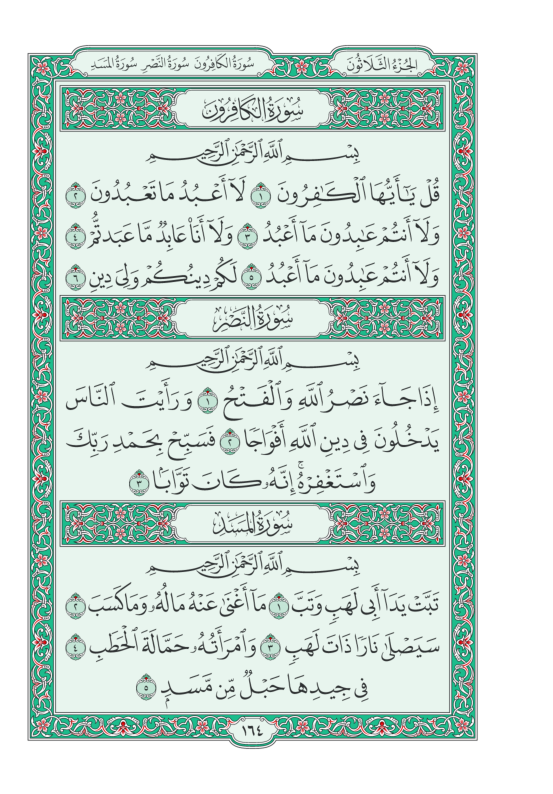 الجُزْءُ الثَّلَاثُونَ سُورَةُ الكَافِرُونَ سُورَةُ النَّصْرِ سُورَةُ المَسَدِ
سُورَةُ الكَافِرُونَ
بِسْمِ ٱللَّهِ ٱلرَّحْمَٰنِ ٱلرَّحِيمِ
قُلْ يَٰٓأَيُّهَا ٱلْكَٰفِرُونَ ١ لَآ أَعْبُدُ مَا تَعْبُدُونَ ٢
وَلَآ أَنتُمْ عَٰبِدُونَ مَآ أَعْبُدُ ٣ وَلَآ أَنَا۠ عَابِدٌ مَّا عَبَدتُّمْ ٤
وَلَآ أَنتُمْ عَٰبِدُونَ مَآ أَعْبُدُ ٥ لَكُمْ دِينُكُمْ وَلِيَ دِينِ ٦
سُورَةُ النَّصْرِ
بِسْمِ ٱللَّهِ ٱلرَّحْمَٰنِ ٱلرَّحِيمِ
إِذَا جَآءَ نَصْرُ ٱللَّهِ وَٱلْفَتْحُ ١ وَرَأَيْتَ ٱلنَّاسَ
يَدْخُلُونَ فِى دِينِ ٱللَّهِ أَفْوَاجًا ٢ فَسَبِّحْ بِحَمْدِ رَبِّكَ
وَٱسْتَغْفِرْهُ ۚ إِنَّهُۥ كَانَ تَوَّابًۢا ٣
سُورَةُ المَسَدِ
بِسْمِ ٱللَّهِ ٱلرَّحْمَٰنِ ٱلرَّحِيمِ
تَبَّتْ يَدَآ أَبِى لَهَبٍ وَتَبَّ ١ مَآ أَغْنَىٰ عَنْهُ مَالُهُۥ وَمَا كَسَبَ ٢
سَيَصْلَىٰ نَارًا ذَاتَ لَهَبٍ ٣ وَٱمْرَأَتُهُۥ حَمَّالَةَ ٱلْحَطَبِ ٤
فِى جِيدِهَا حَبْلٌ مِّن مَّسَدٍۭ ٥
١٦٤